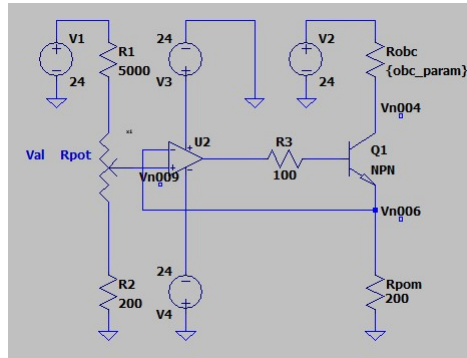 V1
24
R1
5000
24
V3
V2
24
Robc
{obc_param}
Vn004
Val Rpot
U2
Vn009
R3
100
Q1
NPN
Vn006
R2
200
24
V4
Rpom
200